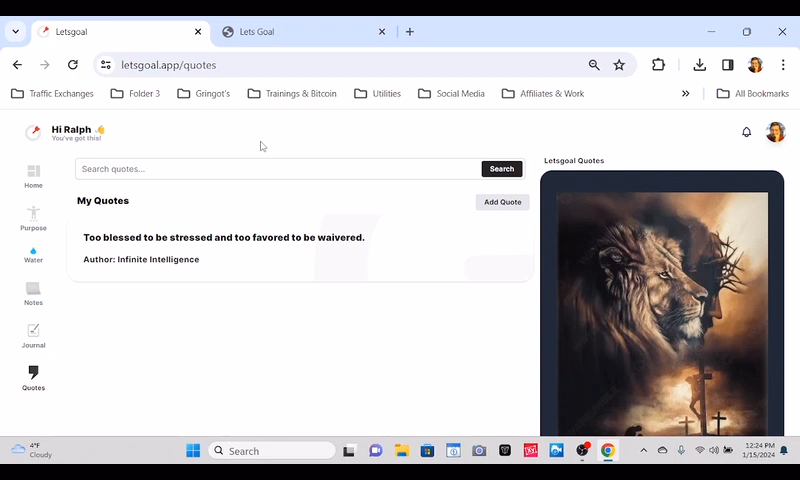 Letsgoal
Lets Goal
letsgoal.app/quotes
Traffic Exchanges
Folder 3
Gringot's
Trainings & Bitcoin
Utilities
Social Media
Affiliates & Work
»
All Bookmarks
Hi Ralph 👋
You've got this!
Search quotes...
Search
Letsgoal Quotes
My Quotes
Add Quote
Too blessed to be stressed and too favored to be waivered.
Author: Infinite Intelligence
Home
Purpose
Water
Notes
Journal
Quotes
4°F
Cloudy
Search
12:24 PM
1/15/2024